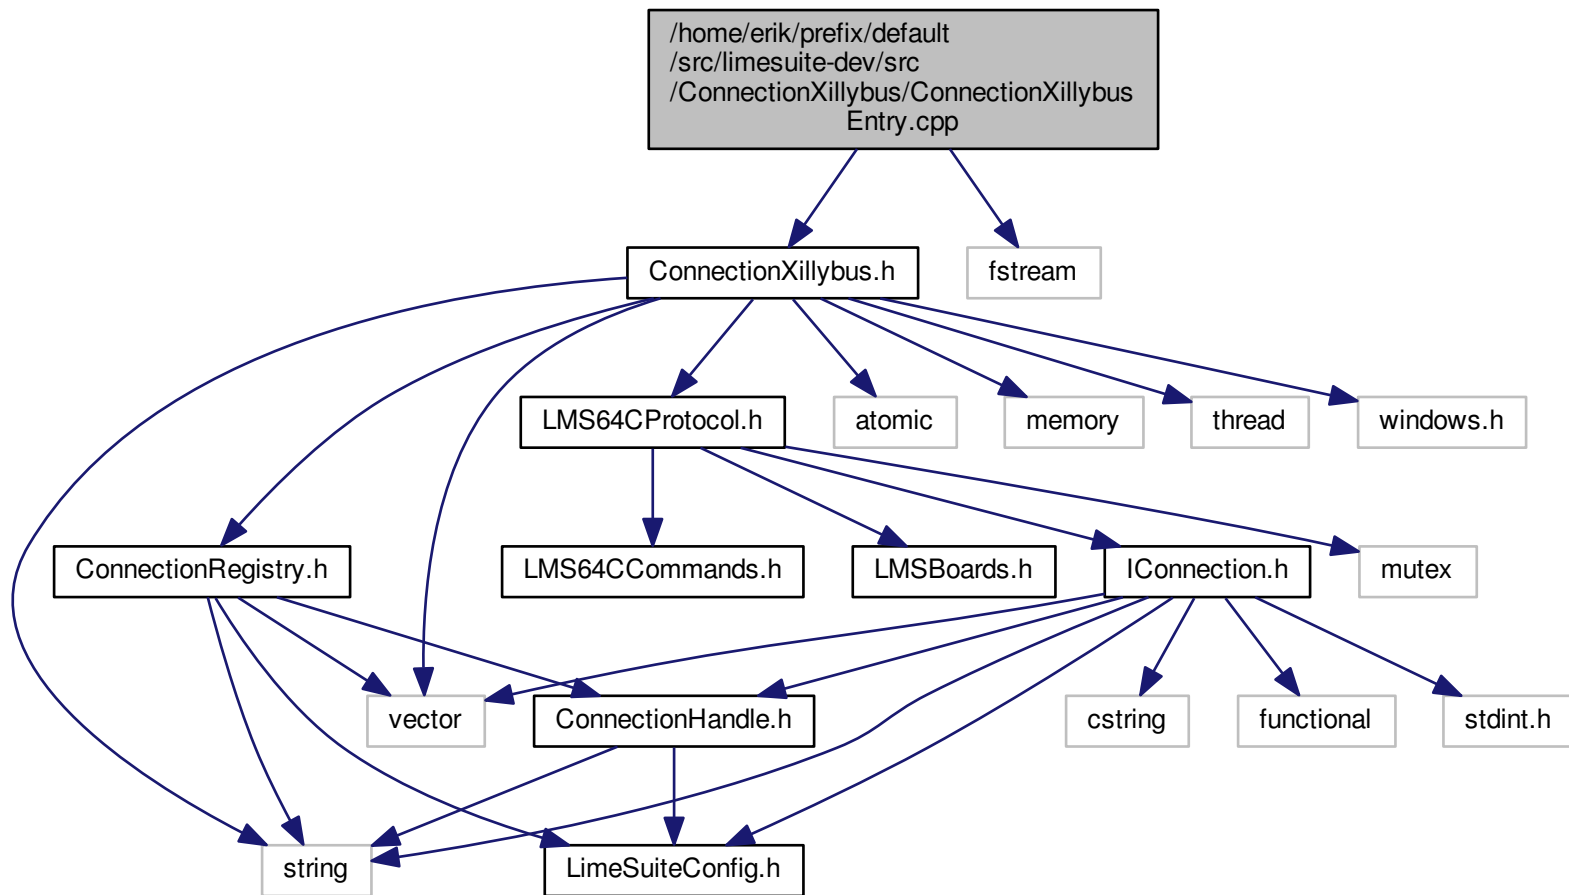 /home/erik/prefix/default
/src/limesuite-dev/src
/ConnectionXillybus/ConnectionXillybus
Entry.cpp
ConnectionXillybus.h
fstream
LMS64CProtocol.h
atomic
memory
thread
windows.h
ConnectionRegistry.h
LMS64CCommands.h
LMSBoards.h
IConnection.h
mutex
vector
ConnectionHandle.h
cstring
functional
stdint.h
string
LimeSuiteConfig.h